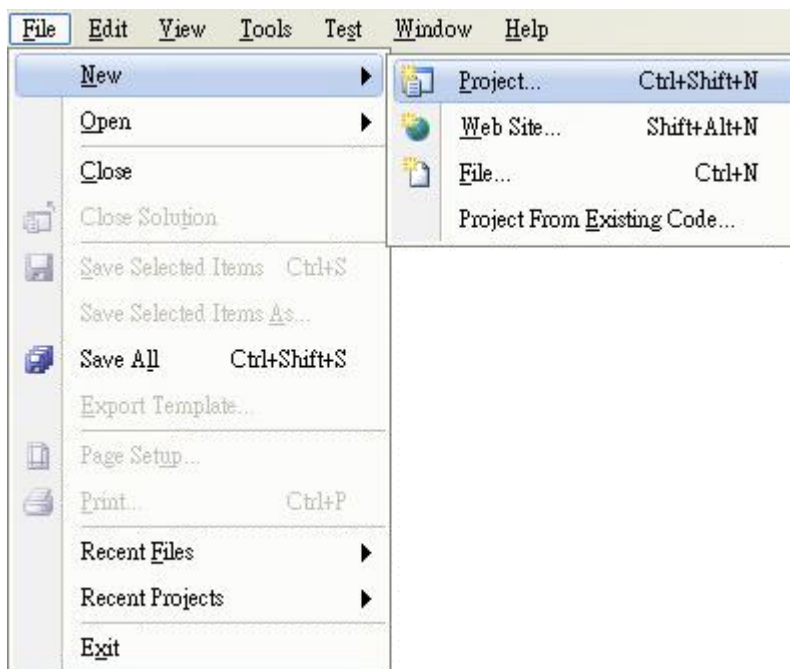 File Edit View Tools Test Window Help
New
Open
Close
Close Solution
Save Selected Items Ctrl+S
Save Selected Items As...
Save All Ctrl+Shift+S
Export Template...
Page Setup...
Print... Ctrl+P
Recent Files
Recent Projects
Exit
Project... Ctrl+Shift+N
Web Site... Shift+Alt+N
File... Ctrl+N
Project From Existing Code...